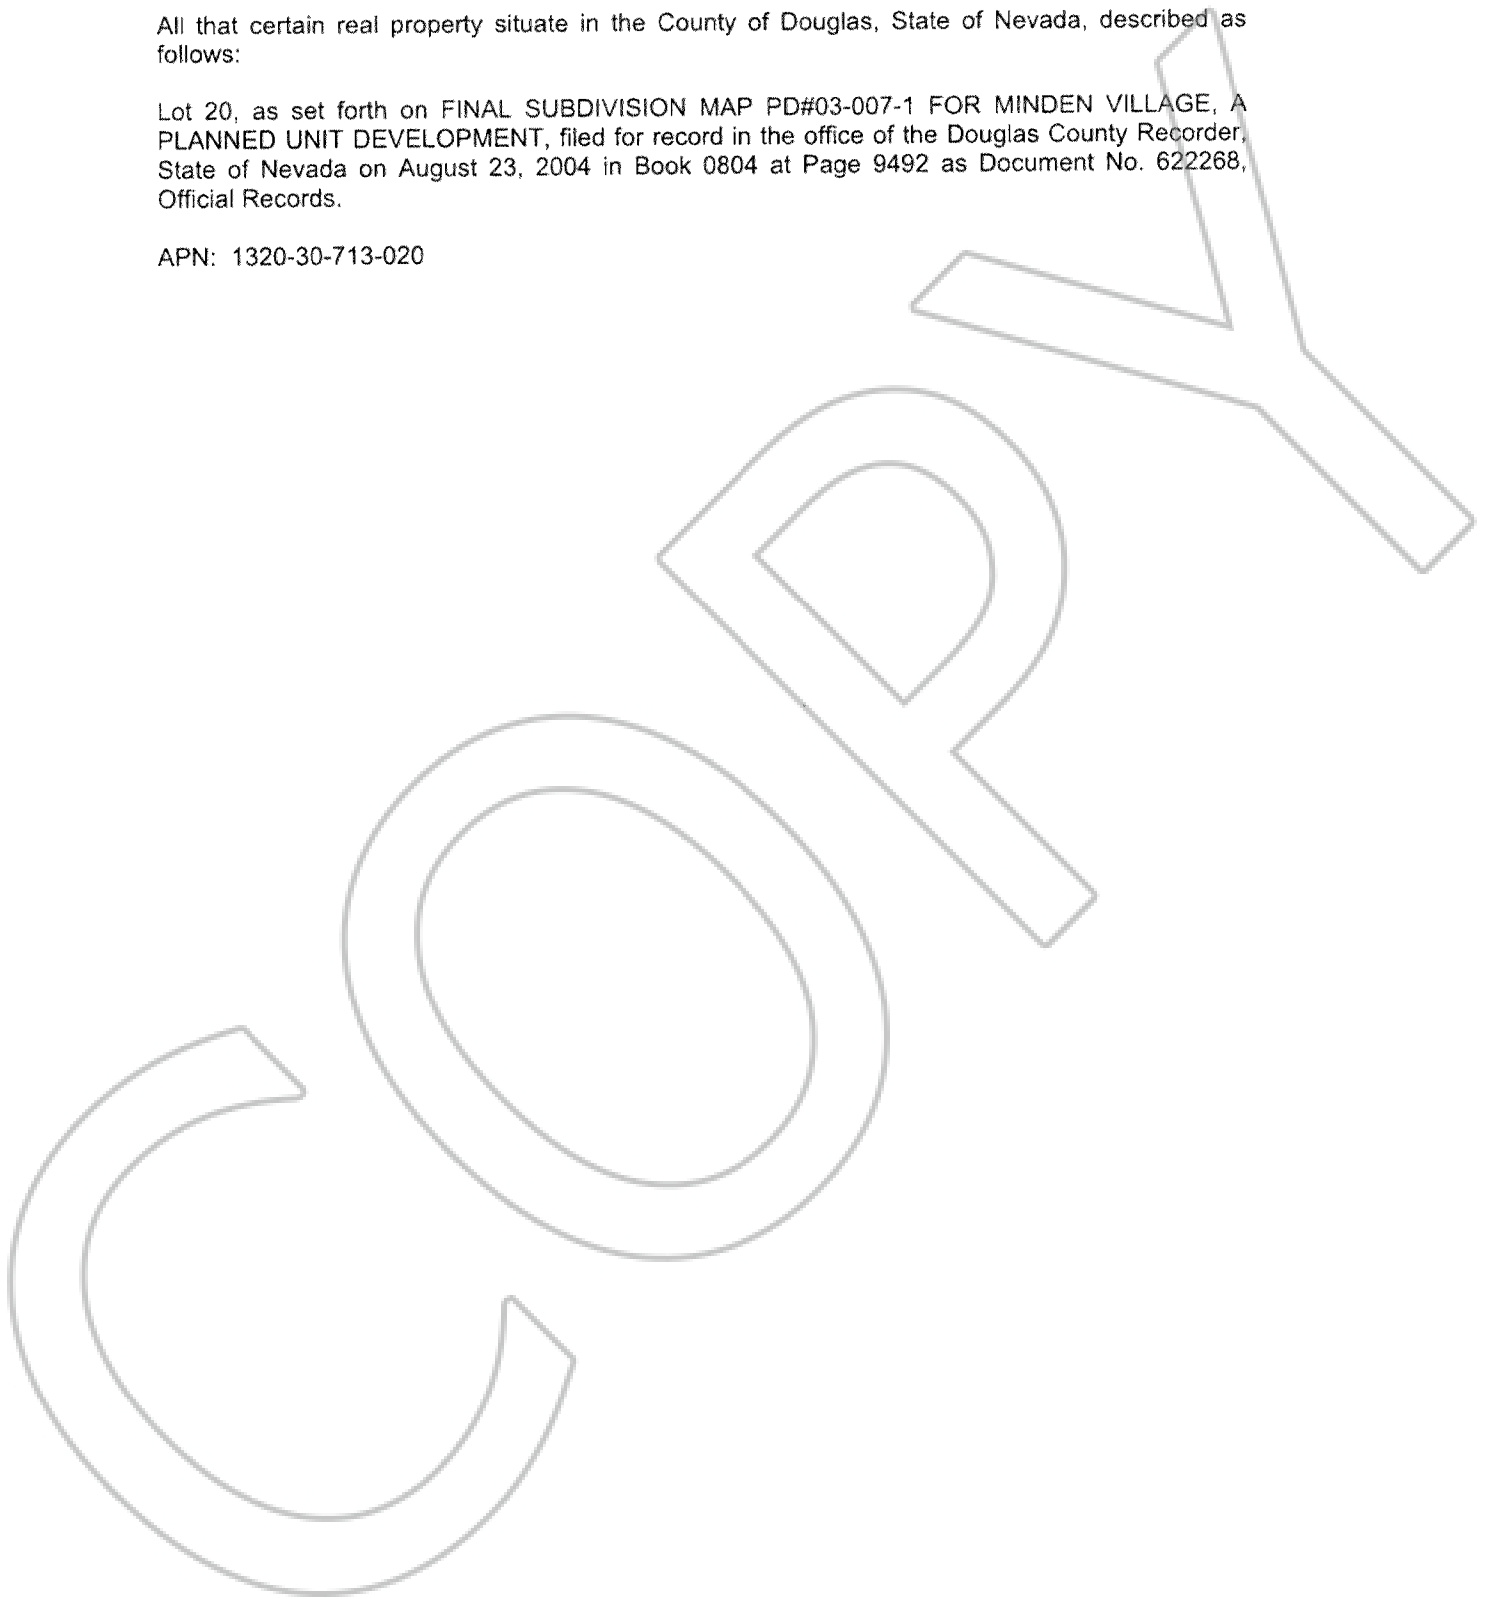 All that certain real property situate in the County of Douglas, State of Nevada, described as
follows:
Lot 20, as set forth on FINAL SUBDIVISION MAP PD#03-007-1 FOR MINDEN VILLAGE, A
PLANNED UNIT DEVELOPMENT, filed for record in the office of the Douglas County Recorder,
State of Nevada on August 23, 2004 in Book 0804 at Page 9492 as Document No. 622268,
Official Records.
APN: 1320-30-713-020
COPY